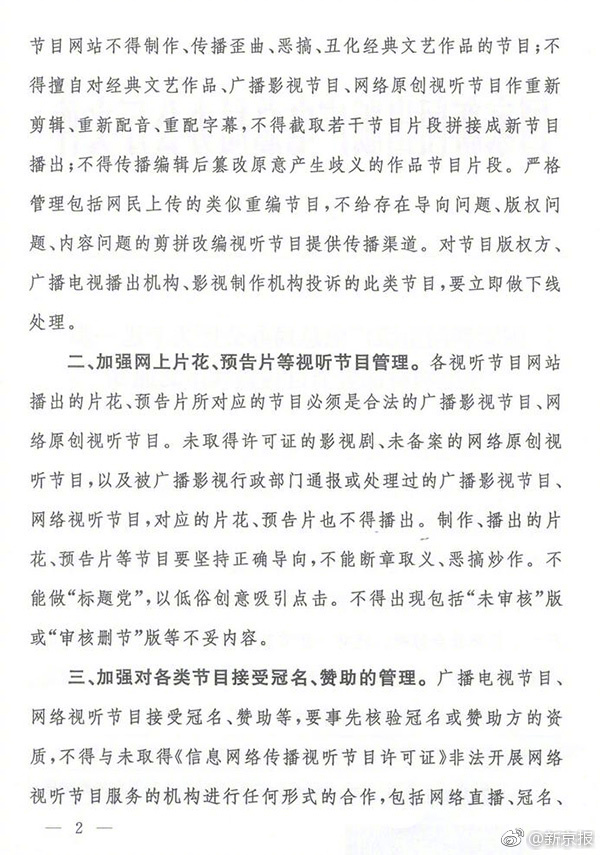 节目网站不得制作、传播歪曲、恶搞、丑化经典文艺作品的节目;不
得擅自对经典文艺作品、广播影视节目、网络原创视听节目作重新
剪辑、重新配音、重配字幕,不得截取若干节目片段拼接成新节目
播出;不得传播编辑后篡改原意产生歧义的作品节目片段。严格
管理包括网民上传的类似重编节目,不给存在导向问题、版权问
题、内容问题的剪拼改编视听节目提供传播渠道。对节目版权方、
广播电视播出机构、影视制作机构投诉的此类节目,要立即做下线
处理。
二、加强网上片花、预告片等视听节目管理。各视听节目网站
播出的片花、预告片所对应的节目必须是合法的广播影视节目、网
络原创视听节目。未取得许可证的影视剧、未备案的网络原创视
听节目,以及被广播影视行政部门通报或处理过的广播影视节目、
网络视听节目,对应的片花、预告片也不得播出。制作、播出的片
花、预告片等节目要坚持正确导向,不能断章取义、恶搞炒作。不
能做“标题党”,以低俗创意吸引点击。不得出现包括“未审核”版
或“审核删节”版等不妥内容。
三、加强对各类节目接受冠名、赞助的管理。广播电视节目、
网络视听节目接受冠名、赞助等,要事先核验冠名或赞助方的资
质,不得与未取得《信息网络传播视听节目许可证》非法开展网络
视听节目服务的机构进行任何形式的合作,包括网络直播、冠名、
— 2 —
@新京报